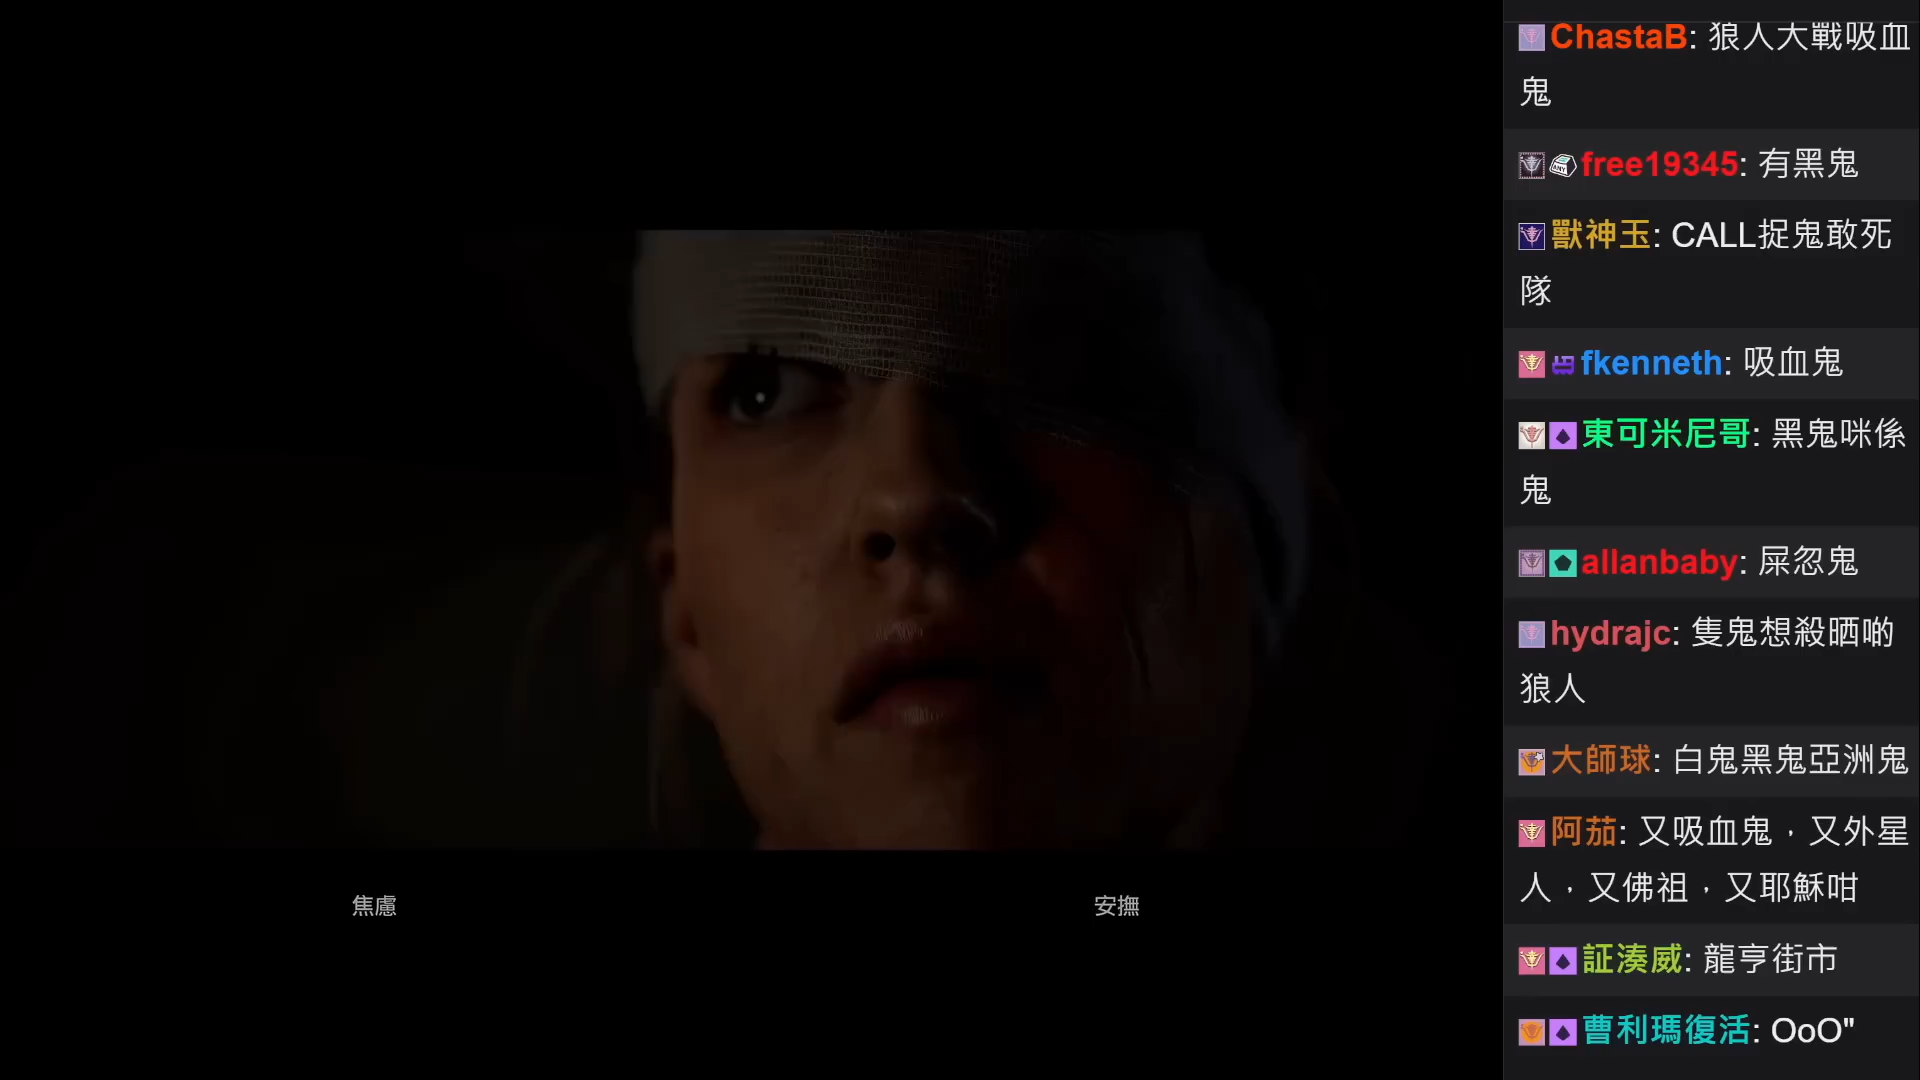 ChastaB: 狼人大戰吸血
鬼
free19345: 有黑鬼
獸神玉: CALL捉鬼敢死
隊
fkenneth: 吸血鬼
東可米尼哥: 黑鬼咪係
鬼
allanbaby: 屎忽鬼
hydrajc: 隻鬼想殺晒啲
狼人
大師球: 白鬼黑鬼亞洲鬼
阿茄: 又吸血鬼，又外星
人，又佛祖，又耶穌咁
証湊威: 龍亨街市
曹利瑪復活: OoO"
焦慮
安撫